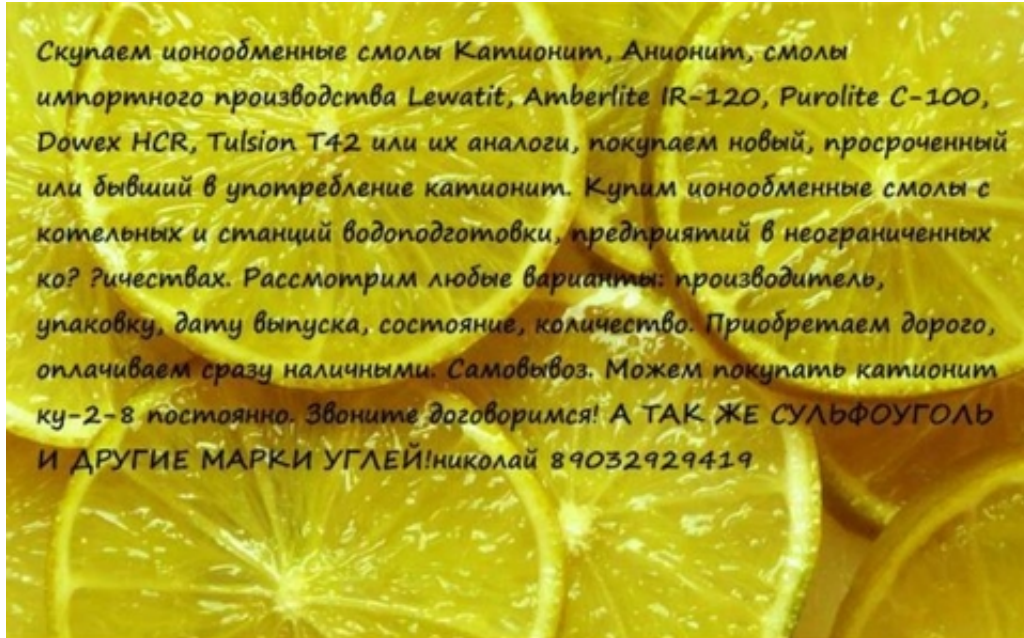 Скупаем ионообменные смолы Катионит, Анионит, смолы
импортного производства Lewatit, Amberlite IR-120, Purolite C-100,
Dowex HCR, Tulsion T42 или их аналоги, покупаем новый, просроченный
или бывший в употребление катионит. Купим ионообменные смолы с
котельных и станций водоподготовки, предприятий в неограниченных
ко? ?ичествах. Рассмотрим любые варианты: производитель,
упаковку, дату выпуска, состояние, количество. Приобретаем дорого,
оплачиваем сразу наличными. Самовывоз. Можем покупать катионит
ку-2-8 постоянно. Звоните договоримся! А ТАК ЖЕ СУЛЬФОУГОЛЬ
И ДРУГИЕ МАРКИ УГЛЕЙ!николай 89032929419